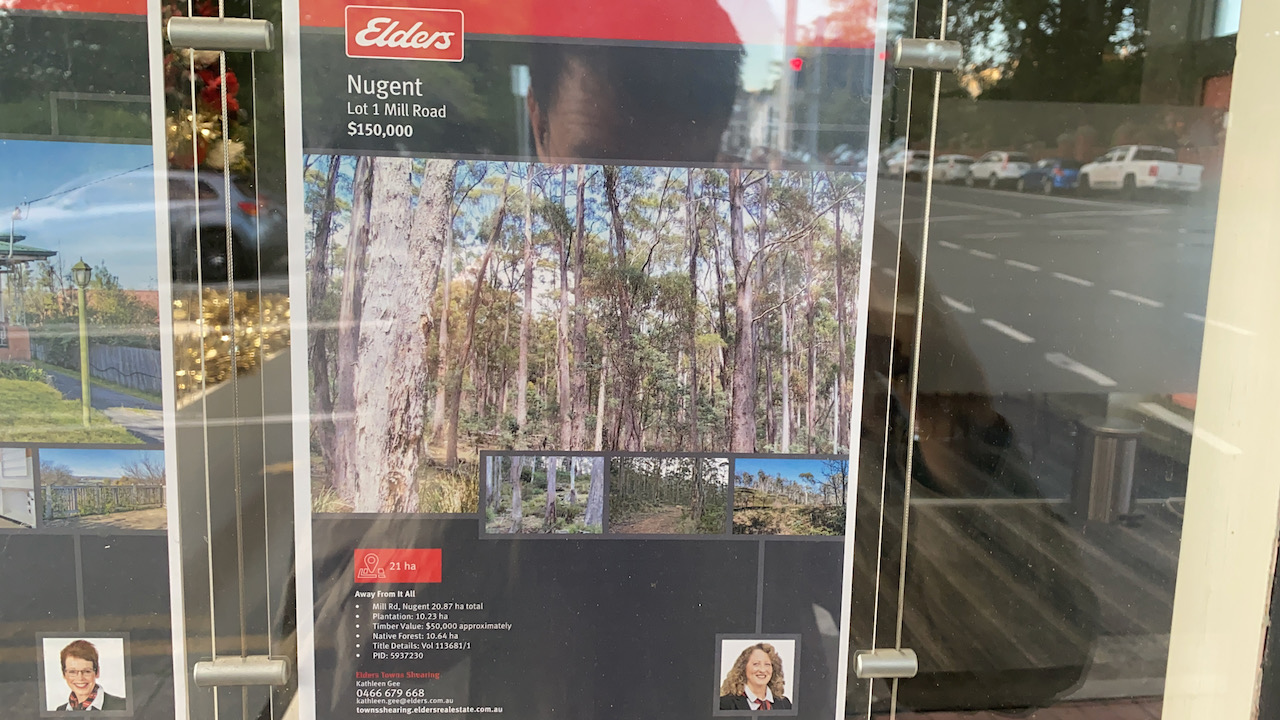 Elders
Nugent
Lot 1 Mill Road
$150,000
21 ha
Away From It All
• Mill Rd, Nugent 20.87 ha total
• Plantation: 10.23 ha
• Timber Value: $50,000 approximately
• Native Forest: 10.64 ha
• Title Details: Vol 113681/1
• PID: 5937230
Elders Towns Shearing
Kathleen Gee
0466 679 668
kathleen.gee@elders.com.au
townsshearing.eldersrealestate.com.au